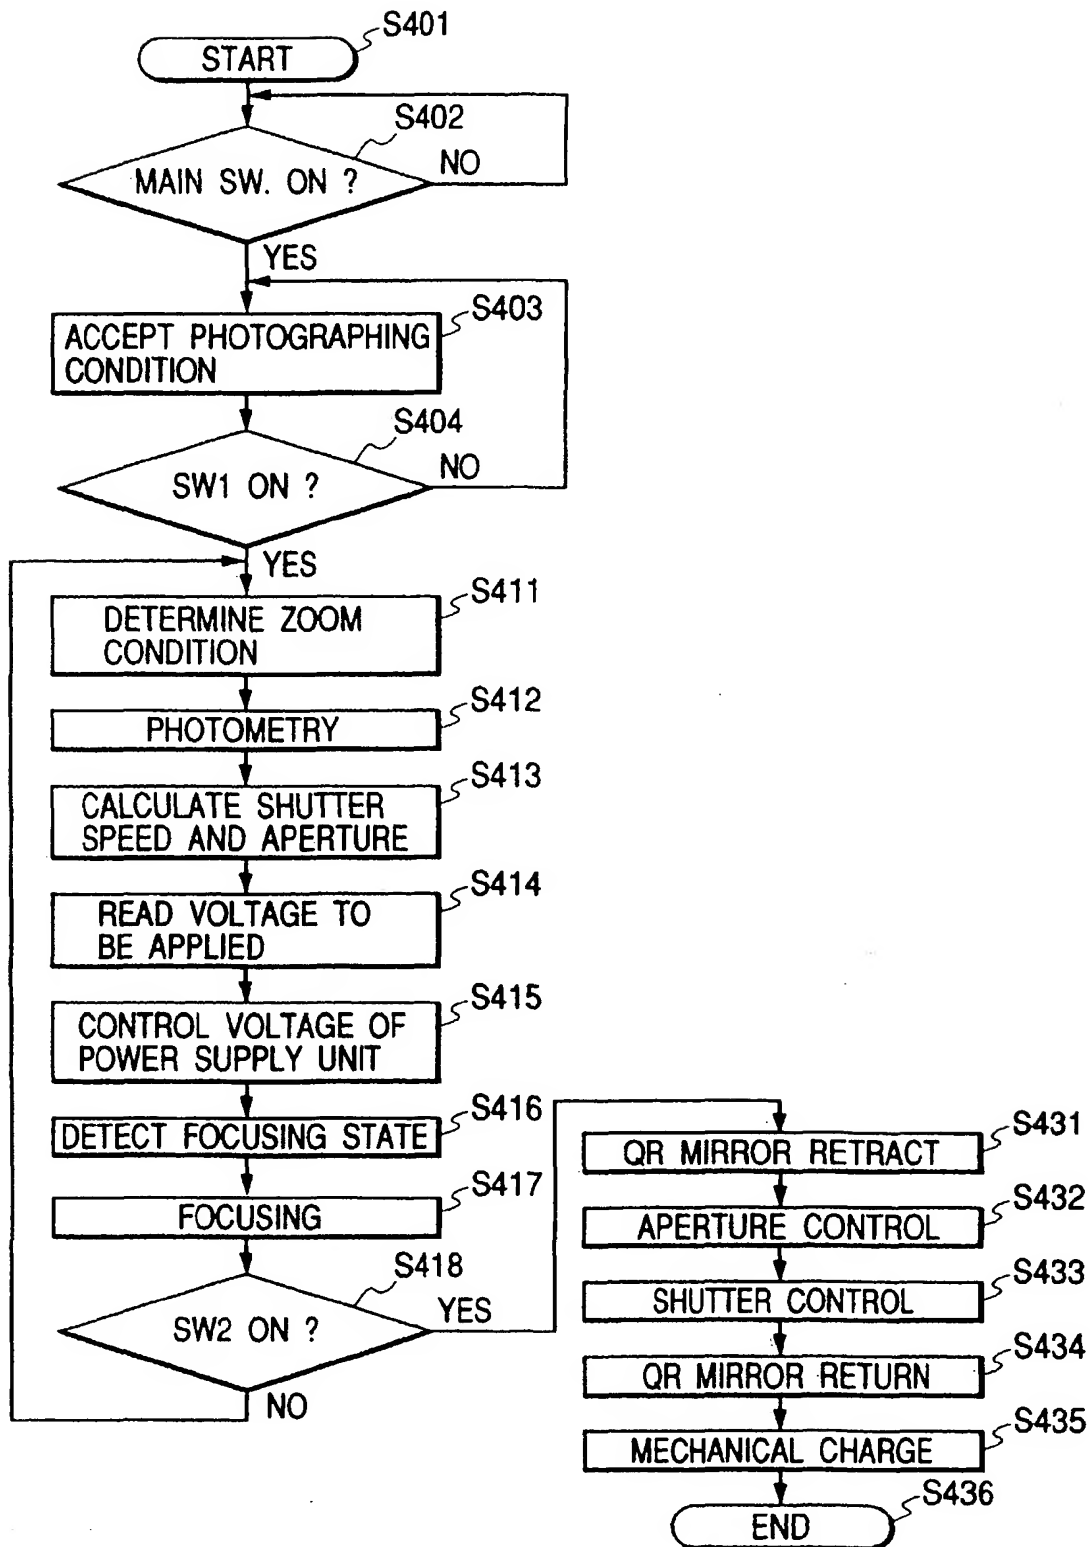 S401
START
S402
MAIN SW. ON ?
NO
YES
S403
ACCEPT PHOTOGRAPHING
CONDITION
S404
SW1 ON ?
NO
YES
S411
DETERMINE ZOOM
CONDITION
S412
PHOTOMETRY
S413
CALCULATE SHUTTER
SPEED AND APERTURE
S414
READ VOLTAGE TO
BE APPLIED
S415
CONTROL VOLTAGE OF
POWER SUPPLY UNIT
S416
DETECT FOCUSING STATE
S417
FOCUSING
S418
SW2 ON ?
YES
NO
S431
QR MIRROR RETRACT
S432
APERTURE CONTROL
S433
SHUTTER CONTROL
S434
QR MIRROR RETURN
S435
MECHANICAL CHARGE
S436
END